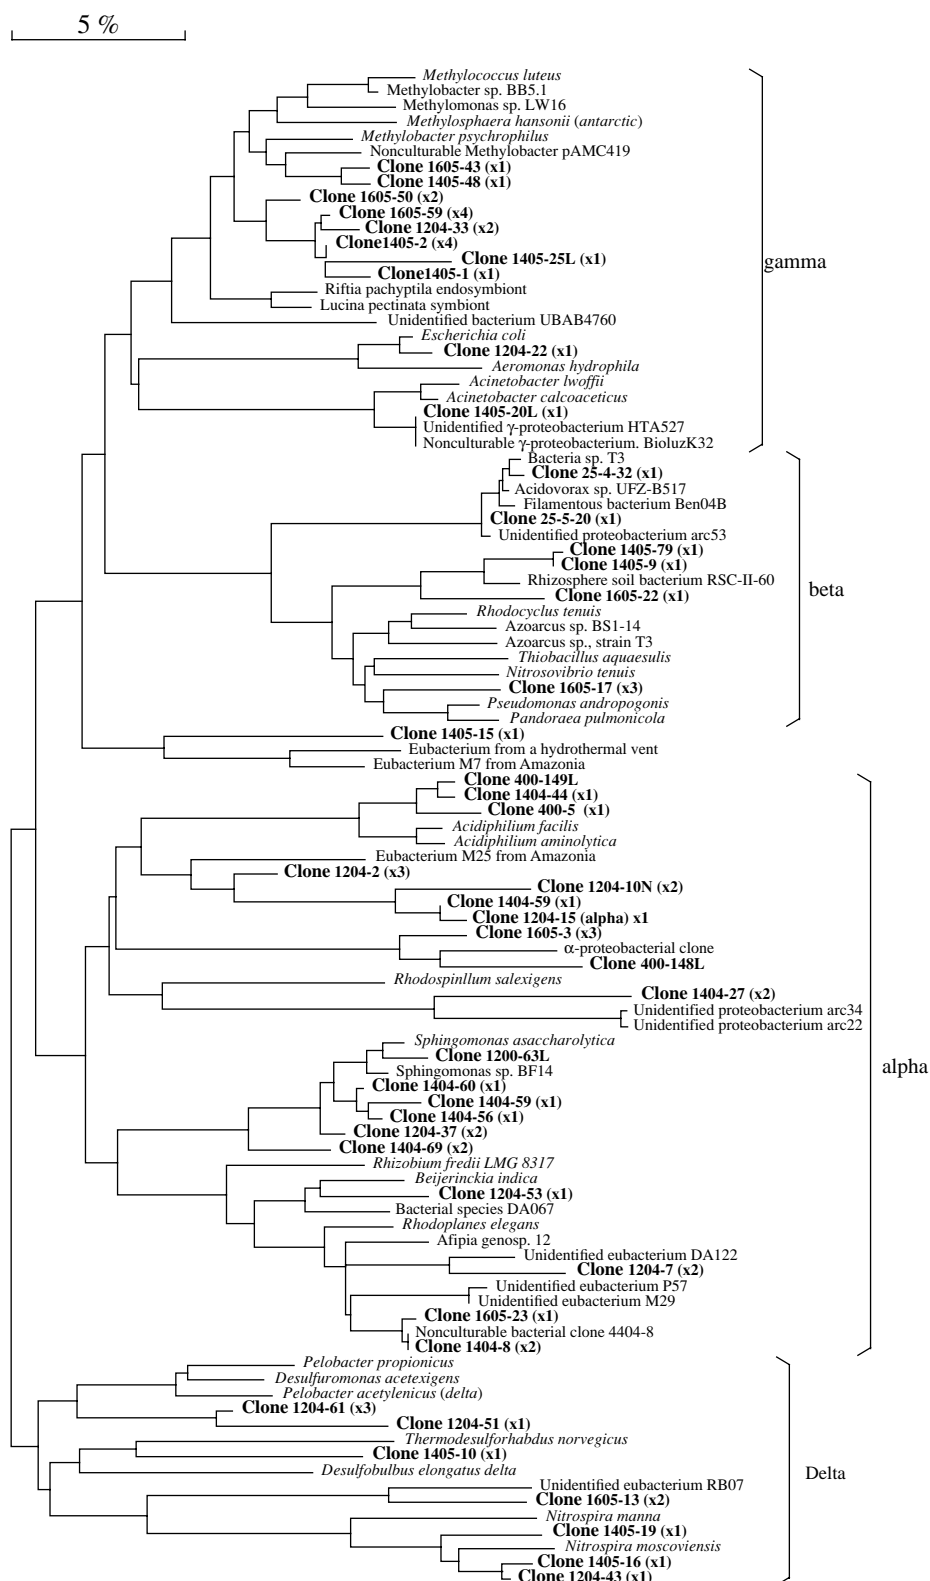 5 %
Methylococcus luteus
Methylobacter sp. BB5.1
Methylomonas sp. LW16
Methylosphaera hansonii (antarctic)
Methylobacter psychrophilus
Nonculturable Methylobacter pAMC419
Clone 1605-43 (x1)
Clone 1405-48 (x1)
Clone 1605-50 (x2)
Clone 1605-59 (x4)
Clone 1204-33 (x2)
Clone1405-2 (x4)
Clone 1405-25L (x1)
gamma
Clone1405-1 (x1)
Riftia pachyptila endosymbiont
Lucina pectinata symbiont
Unidentified bacterium UBAB4760
Escherichia coli
Clone 1204-22 (x1)
Aeromonas hydrophila
Acinetobacter lwoffii
Acinetobacter calcoaceticus
Clone 1405-20L (x1)
Unidentified γ-proteobacterium HTA527
Nonculturable γ-proteobacterium. BioluzK32
Bacteria sp. T3
Clone 25-4-32 (x1)
Acidovorax sp. UFZ-B517
Filamentous bacterium Ben04B
Clone 25-5-20 (x1)
Unidentified proteobacterium arc53
Clone 1405-79 (x1)
Clone 1405-9 (x1)
Rhizosphere soil bacterium RSC-II-60
beta
Clone 1605-22 (x1)
Rhodocyclus tenuis
Azoarcus sp. BS1-14
Azoarcus sp., strain T3
Thiobacillus aquaesulis
Nitrosovibrio tenuis
Clone 1605-17 (x3)
Pseudomonas andropogonis
Pandoraea pulmonicola
Clone 1405-15 (x1)
Eubacterium from a hydrothermal vent
Eubacterium M7 from Amazonia
Clone 400-149L
Clone 1404-44 (x1)
Clone 400-5 (x1)
Acidiphilium facilis
Acidiphilium aminolytica
Eubacterium M25 from Amazonia
Clone 1204-2 (x3)
Clone 1204-10N (x2)
Clone 1404-59 (x1)
Clone 1204-15 (alpha) x1
Clone 1605-3 (x3)
α-proteobacterial clone
Clone 400-148L
Rhodospinllum salexigens
Clone 1404-27 (x2)
Unidentified proteobacterium arc34
Unidentified proteobacterium arc22
Sphingomonas asaccharolytica
Clone 1200-63L
alpha
Sphingomonas sp. BF14
Clone 1404-60 (x1)
Clone 1404-59 (x1)
Clone 1404-56 (x1)
Clone 1204-37 (x2)
Clone 1404-69 (x2)
Rhizobium fredii LMG 8317
Beijerinckia indica
Clone 1204-53 (x1)
Bacterial species DA067
Rhodoplanes elegans
Afipia genosp. 12
Unidentified eubacterium DA122
Clone 1204-7 (x2)
Unidentified eubacterium P57
Unidentified eubacterium M29
Clone 1605-23 (x1)
Nonculturable bacterial clone 4404-8
Clone 1404-8 (x2)
Pelobacter propionicus
Desulfuromonas acetexigens
Pelobacter acetylenicus (delta)
Clone 1204-61 (x3)
Clone 1204-51 (x1)
Thermodesulforhabdus norvegicus
Clone 1405-10 (x1)
Desulfobulbus elongatus delta
Delta
Unidentified eubacterium RB07
Clone 1605-13 (x2)
Nitrospira manna
Clone 1405-19 (x1)
Nitrospira moscoviensis
Clone 1405-16 (x1)
Clone 1204-43 (x1)